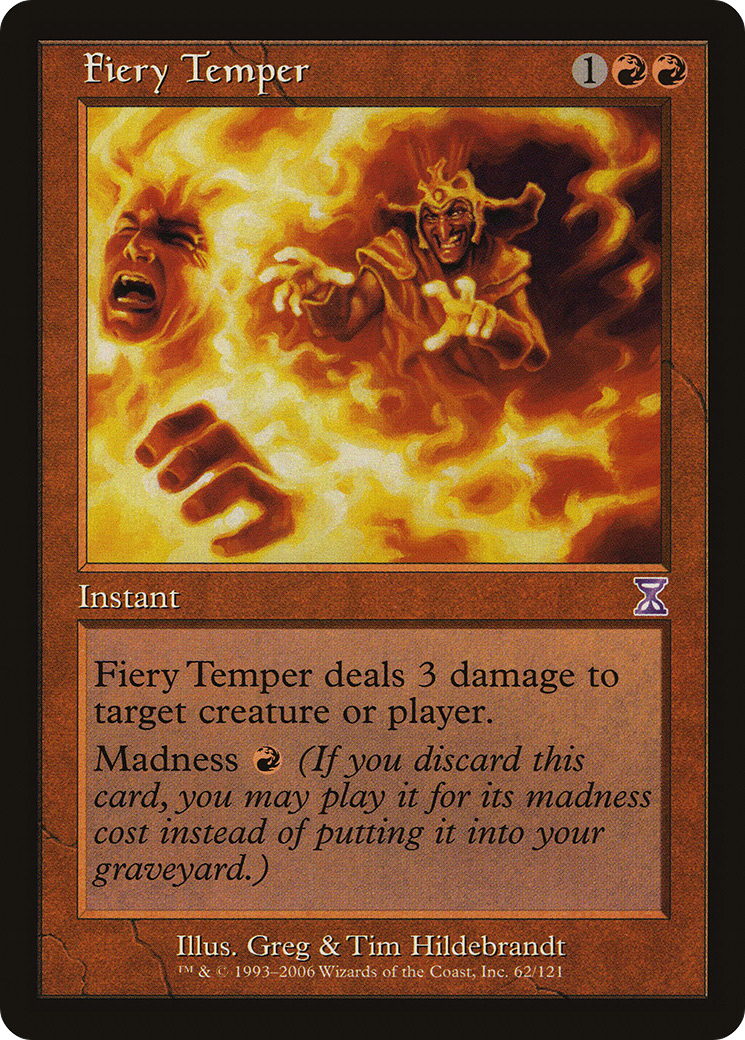 Fiery Temper 1
Instant
Fiery Temper deals 3 damage to
target creature or player.
Madness (If you discard this
card, you may play it for its madness
cost instead of putting it into your
graveyard.)
Illus. Greg & Tim Hildebrandt
™ & © 1993–2006 Wizards of the Coast, Inc. 62/121